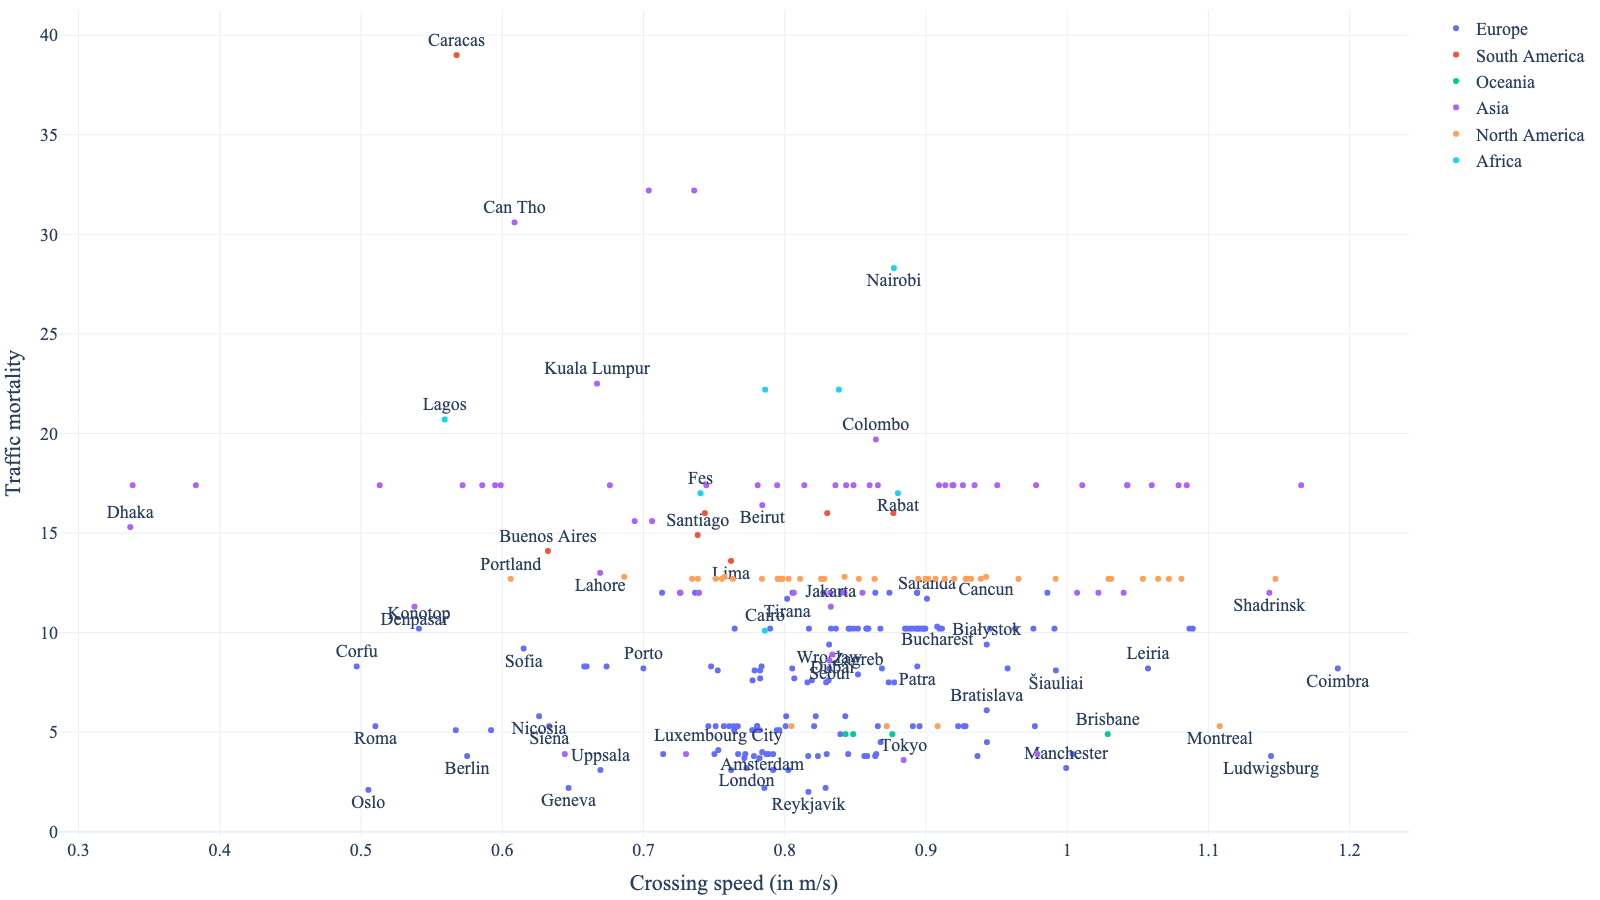 Caracas
Can Tho
Nairobi
Kuala Lumpur
Lagos
Colombo
Fes
Rabat
Beirut
Dhaka
Santiago
Buenos Aires
Portland
Lima
Lahore
Jakarta
Saranda
Cancun
Shadrinsk
Konotop
Denpasar
Tirana
Cairo
Białystok
Bucharest
Corfu
Sofia
Porto
Wrocław
Zagreb
Dubai
Seoul
Patra
Leiria
Šiauliai
Coimbra
Bratislava
Brisbane
Roma
Nicosia
Siena
Luxembourg City
Tokyo
Manchester
Montreal
Berlin
Uppsala
Amsterdam
London
Ludwigsburg
Oslo
Geneva
Reykjavík
40
35
30
25
20
15
10
5
0
Traffic mortality
0.3
0.4
0.5
0.6
0.7
0.8
0.9
1
1.1
1.2
Crossing speed (in m/s)
Europe
South America
Oceania
Asia
North America
Africa